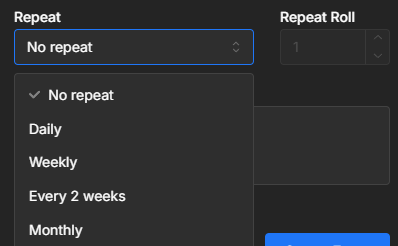 Repeat
Repeat Roll
No repeat
1
No repeat
Daily
Weekly
Every 2 weeks
Monthly